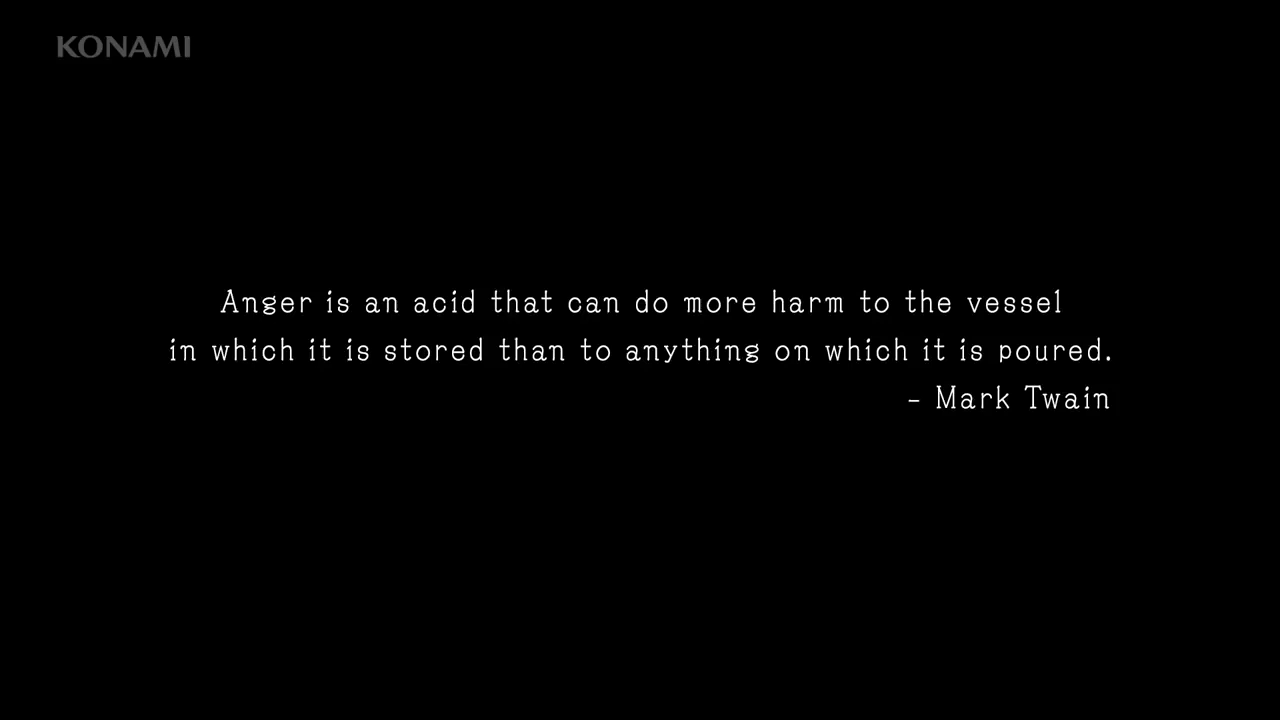 KONAMI
Anger is an acid that can do more harm to the vessel
in which it is stored than to anything on which it is poured.
- Mark Twain